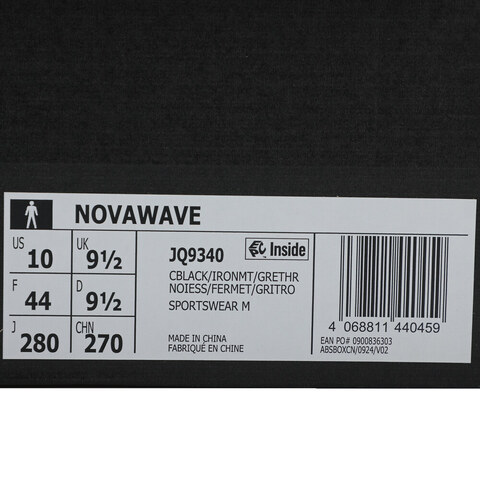 NOVAWAVE
US UK
10 9½
F D
44 9½
J CHN
280 270
JQ9340 Inside
CBLACK/IRONMT/GRETHR
NOIESS/FERMET/GRITRO
SPORTSWEAR M
MADE IN CHINA
FABRIQUÉ EN CHINE
4 068811 440459
EAN PO# 0900836303
ABSBOXCN/0924/V02